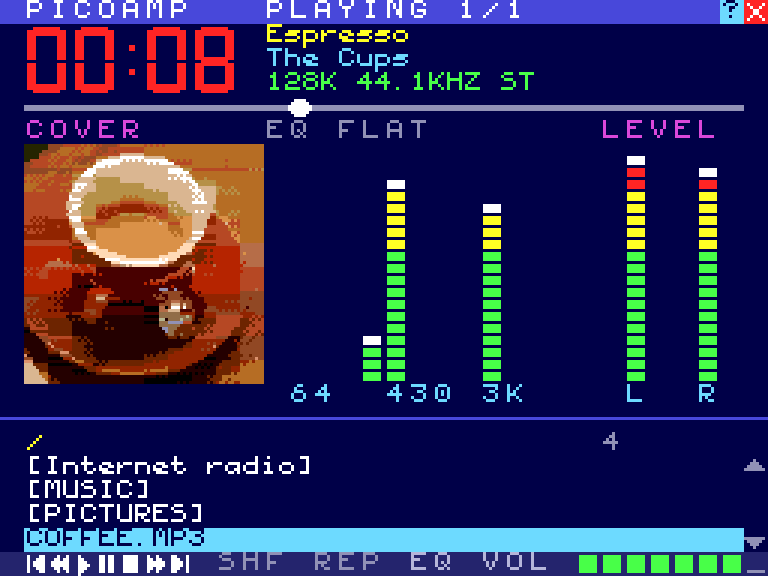 PICOAMP PLAYING 1/1 ?
00:08
Espresso
The Cups
128K 44.1KHZ ST
COVER EQ FLAT LEVEL
64 430 3K L R
/ 4
[Internet radio]
[MUSIC]
[PICTURES]
COFFEE.MP3
SHF REP EQ VOL